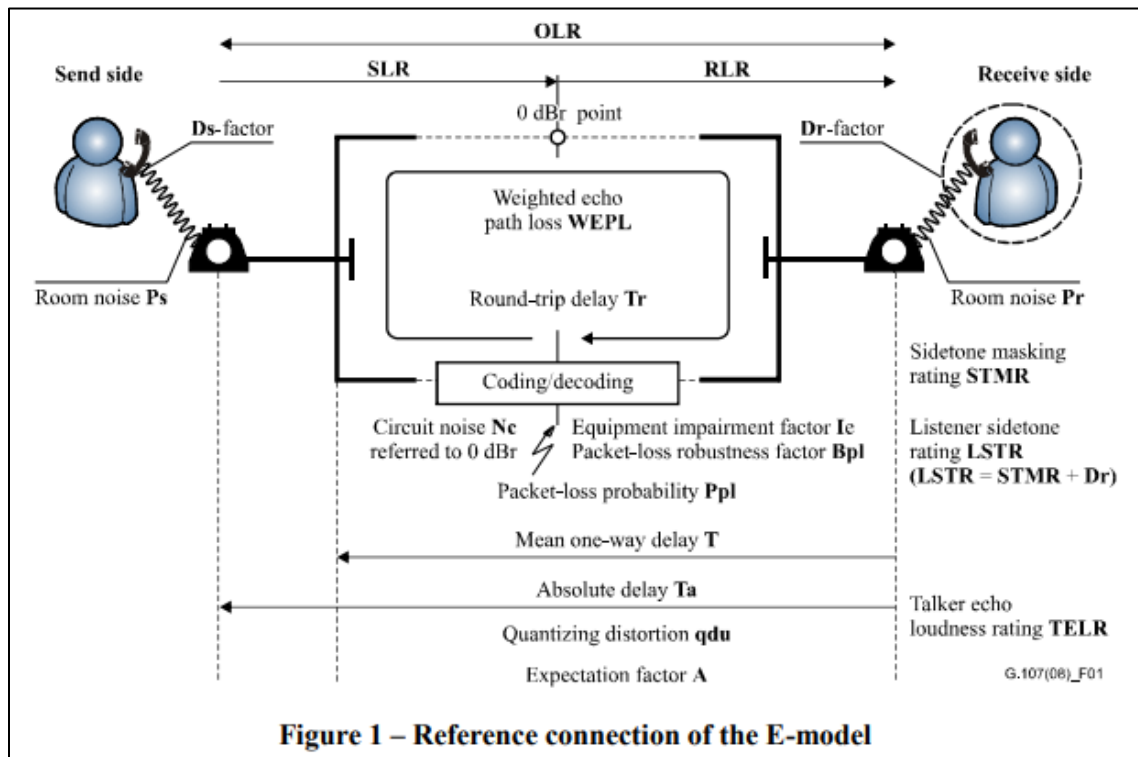 OLR
Send side
SLR
RLR
Receive side
0 dBr point
Ds-factor
Dr-factor
Weighted echo
path loss WEPL
Room noise Ps
Round-trip delay Tr
Room noise Pr
Coding/decoding
Sidetone masking
rating STMR
Circuit noise Nc
referred to 0 dBr
Equipment impairment factor Ie
Packet-loss robustness factor Bpl
Listener sidetone
rating LSTR
(LSTR = STMR + Dr)
Packet-loss probability Ppl
Mean one-way delay T
Absolute delay Ta
Talker echo
loudness rating TELR
Quantizing distortion qdu
Expectation factor A
G.107(08)_F01
Figure 1 – Reference connection of the E-model